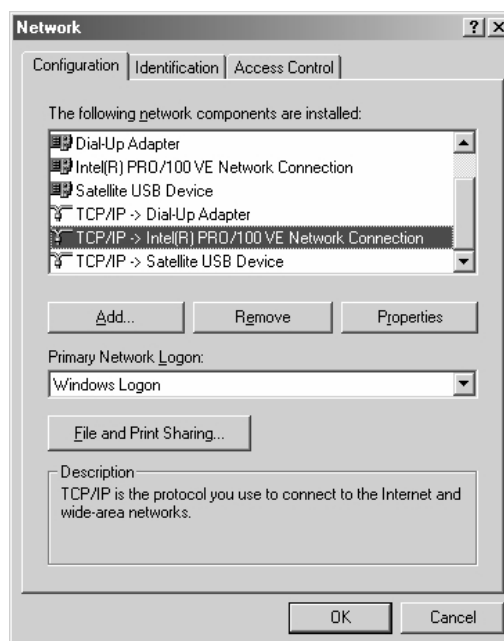 Network
Configuration Identification Access Control
The following network components are installed:
Dial-Up Adapter
Intel(R) PRO/100 VE Network Connection
Satellite USB Device
TCP/IP -> Dial-Up Adapter
TCP/IP -> Intel(R) PRO/100 VE Network Connection
TCP/IP -> Satellite USB Device
Add... Remove Properties
Primary Network Logon:
Windows Logon
File and Print Sharing...
Description
TCP/IP is the protocol you use to connect to the Internet and
wide-area networks.
OK Cancel